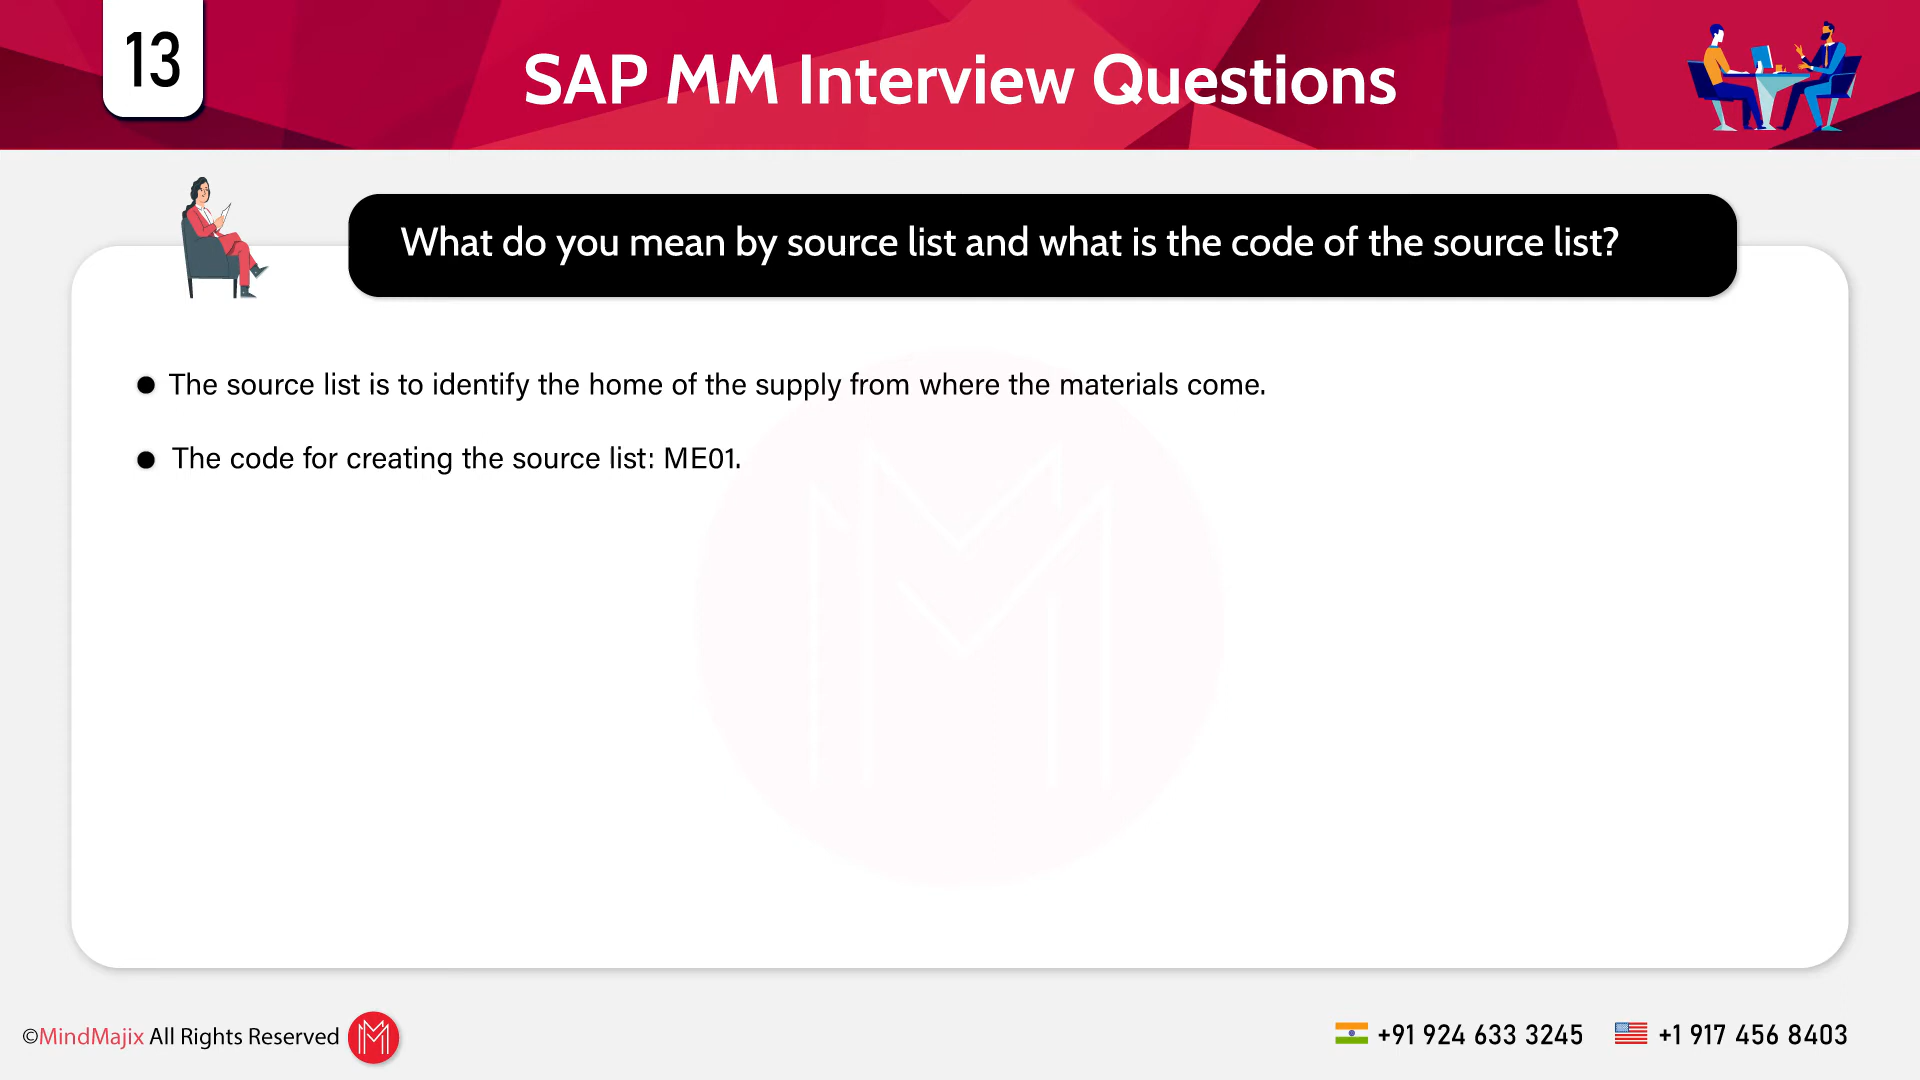 13
SAP MM Interview Questions
What do you mean by source list and what is the code of the source list?
● The source list is to identify the home of the supply from where the materials come.
● The code for creating the source list: ME01.
©MindMajix All Rights Reserved
+91 924 633 3245
+1 917 456 8403